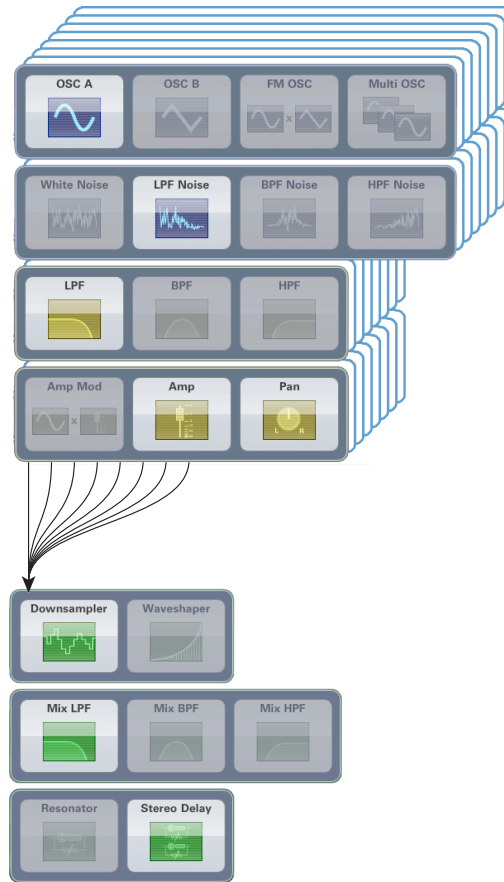 OSC A OSC B FM OSC Multi OSC
x
White Noise LPF Noise BPF Noise HPF Noise
LPF BPF HPF
Amp Mod Amp Pan
x
L R
Downsampler Waveshaper
Mix LPF Mix BPF Mix HPF
Resonator Stereo Delay